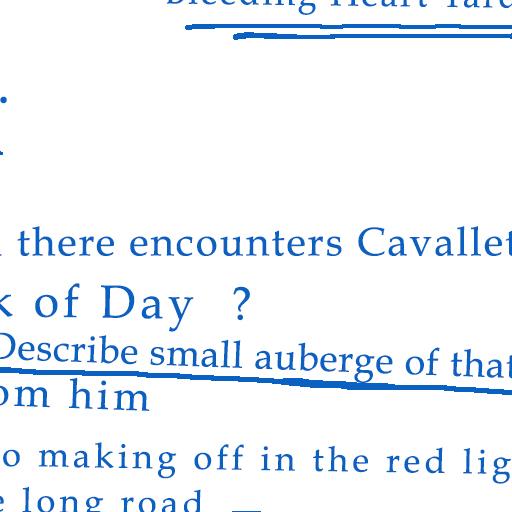 Bleeding Heart Yard
there encounters Cavallet
of Day ?
Describe small auberge of that
him
making off in the red lig
long road —